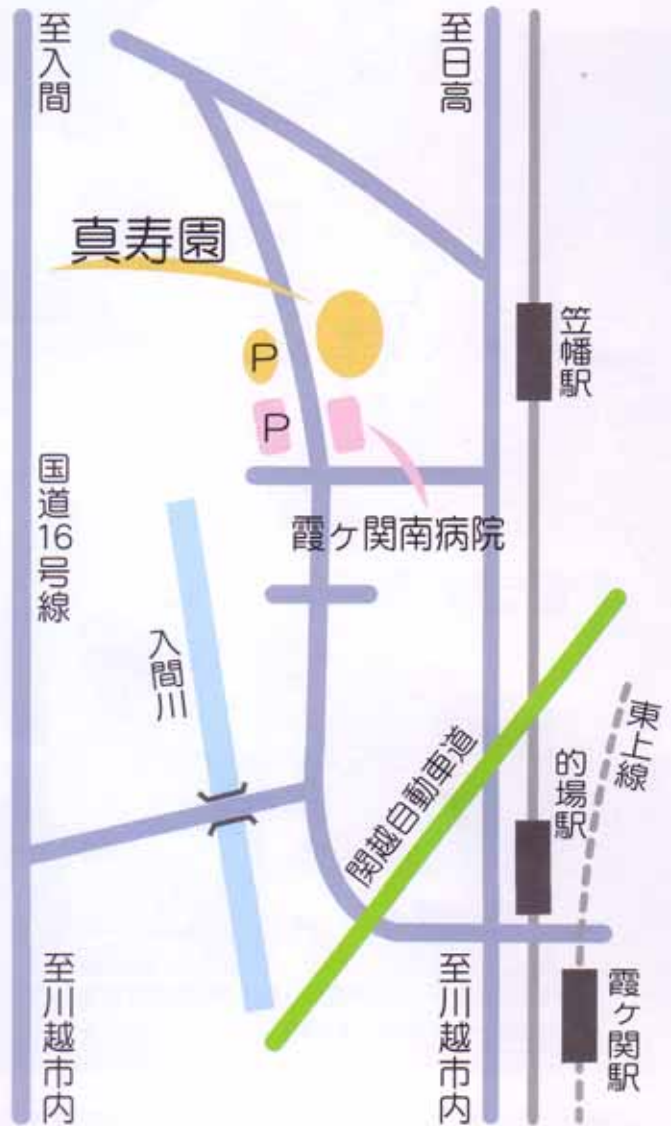 至入間
至日高
真寿園
笠幡駅
P
P
国道16号線
霞ヶ関南病院
入間川
東上線
関越自動車道
的場駅
至川越市内
至川越市内
霞ヶ関駅